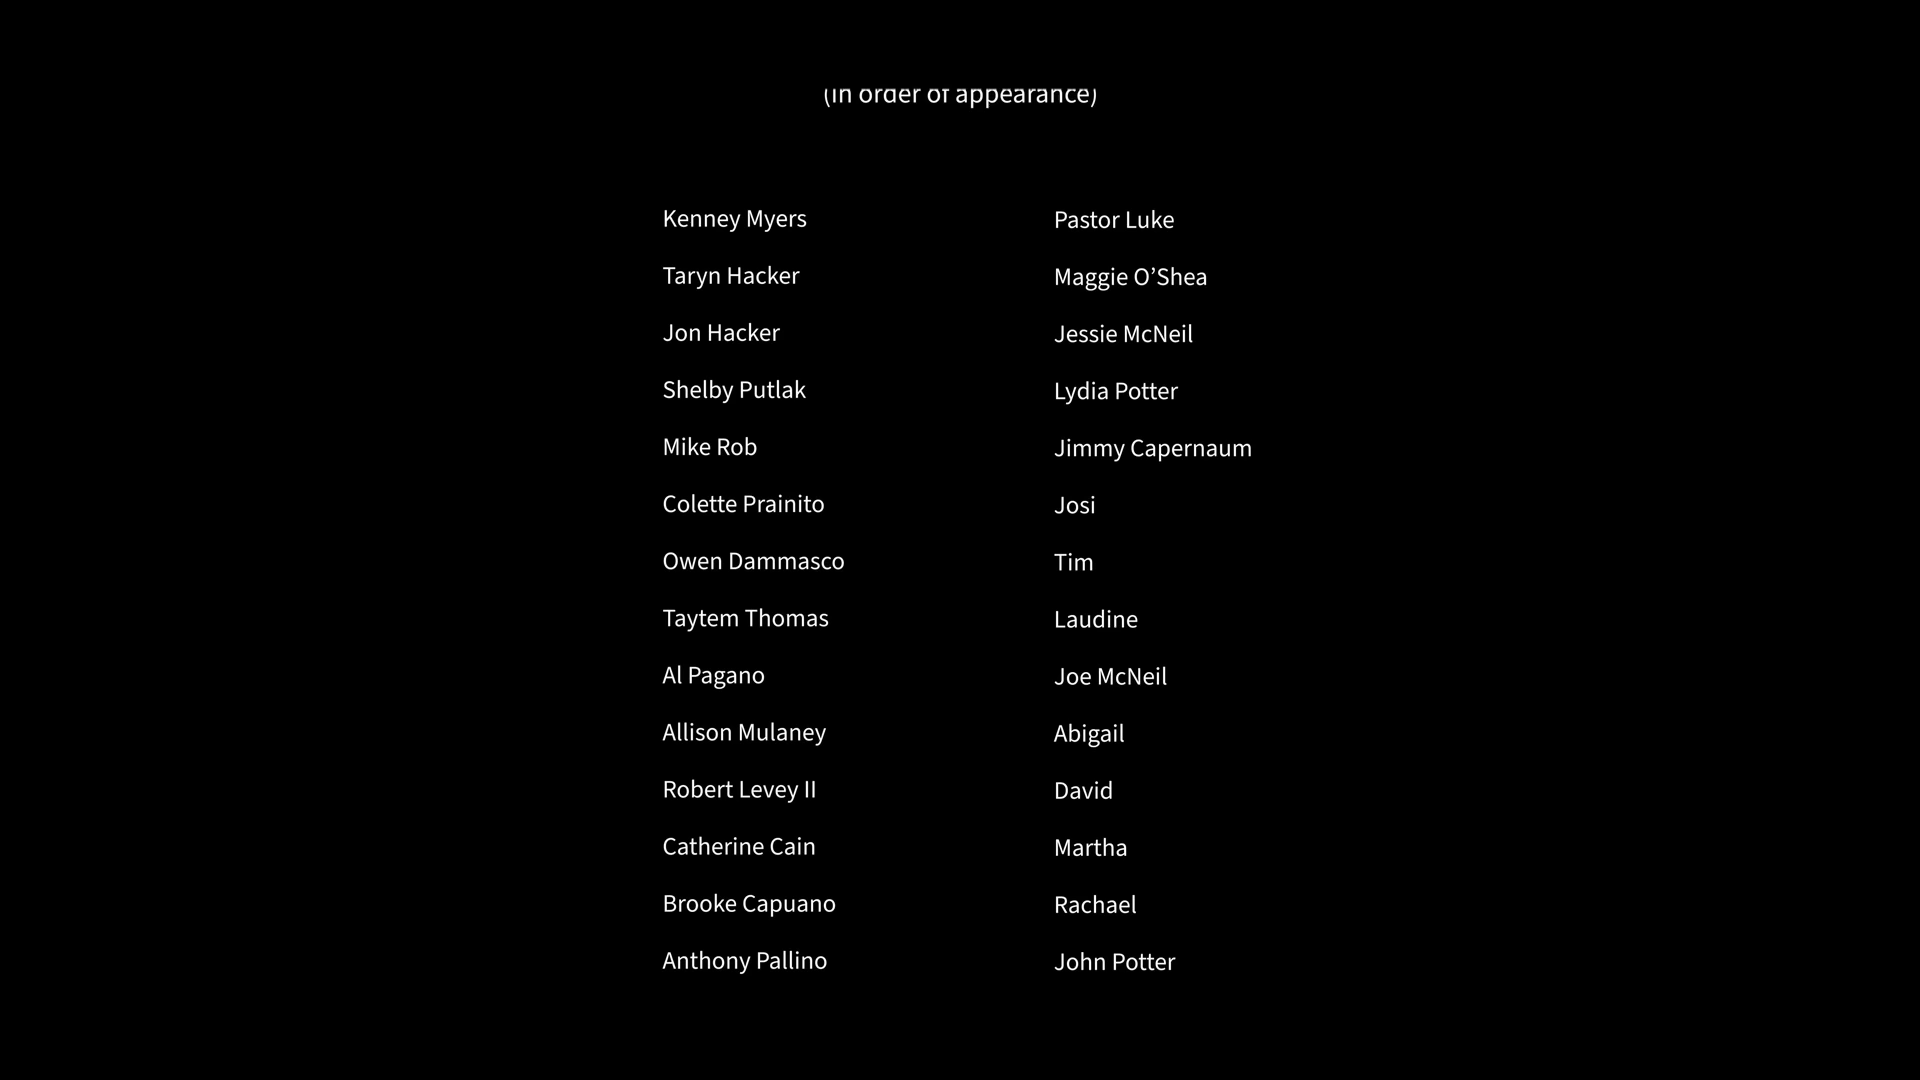 (in order of appearance)
Kenney Myers Pastor Luke
Taryn Hacker Maggie O’Shea
Jon Hacker Jessie McNeil
Shelby Putlak Lydia Potter
Mike Rob Jimmy Capernaum
Colette Prainito Josi
Owen Dammasco Tim
Taytem Thomas Laudine
Al Pagano Joe McNeil
Allison Mulaney Abigail
Robert Levey II David
Catherine Cain Martha
Brooke Capuano Rachael
Anthony Pallino John Potter